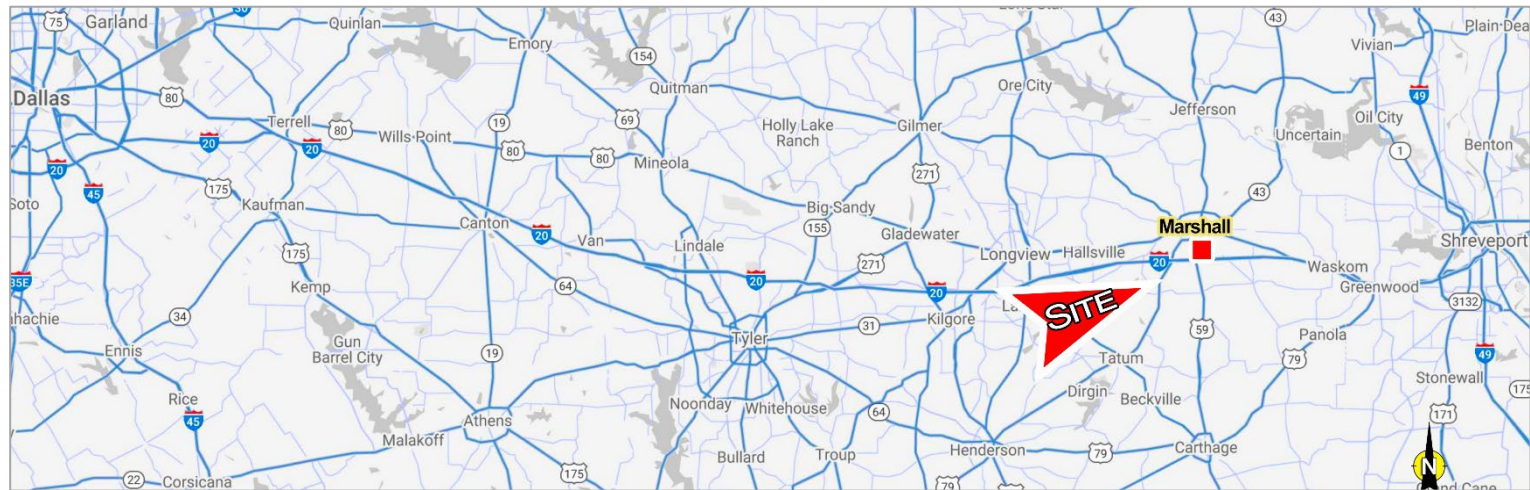 75
Garland
30
Quinlan
Emory
154
Quitman
Ore City
43
Vivian
Plain Dea
Dallas
80
Terrell
80
Wills Point
19
69
80
80
Mineola
Holly Lake
Ranch
Gilmer
Jefferson
Uncertain
Oil City
49
1
Benton
20
20
20
45
175
Soto
Kaufman
Canton
20
Van
Lindale
Big Sandy
155
271
Gladewater
271
Longview
Hallsville
Marshall
43
20
Waskom
Greenwood
Shreveport
3132
35E
175
Kemp
64
20
20
Kilgore
La
SITE
59
Panola
79
49
nhachie
34
Ennis
Gun
Barrel City
19
Tyler
31
Tatum
Dirgin
Beckville
Stonewall
175
171
Rice
45
Athens
Noonday
Whitehouse
64
Malakoff
Bullard
Troup
Henderson
79
Carthage
22
Corsicana
175
N